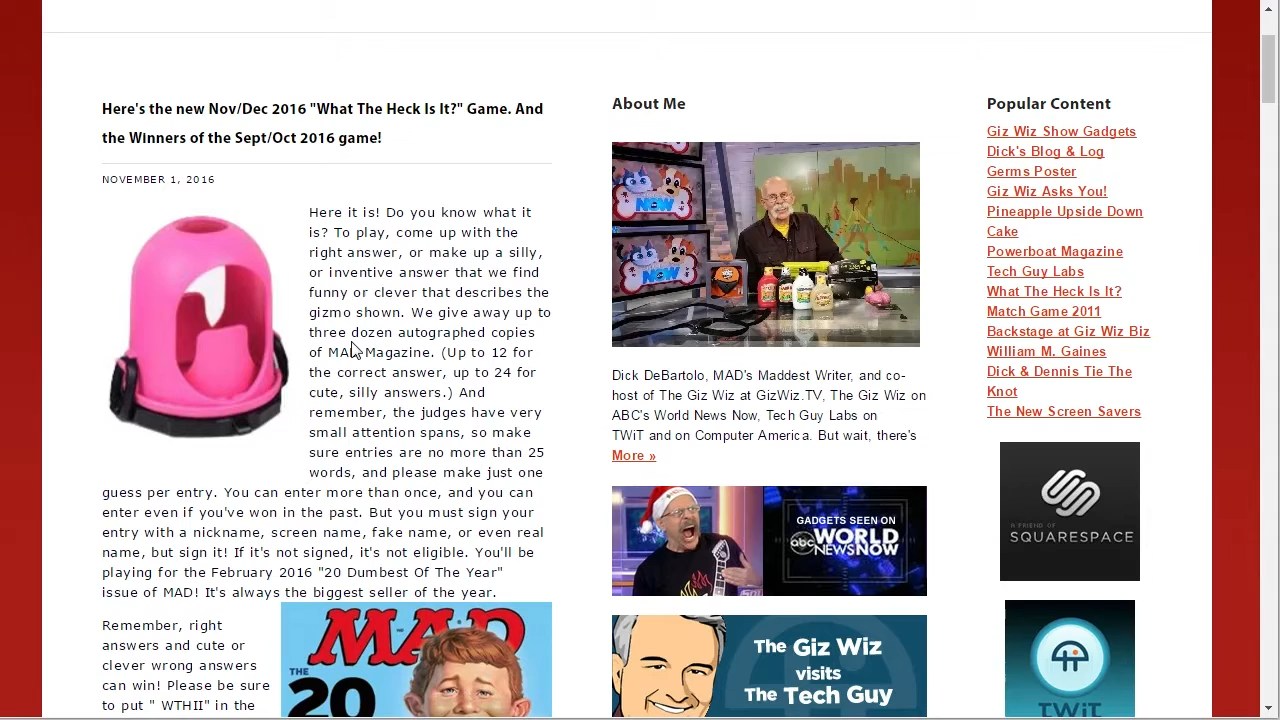 Here's the new Nov/Dec 2016 "What The Heck Is It?" Game. And
the Winners of the Sept/Oct 2016 game!
NOVEMBER 1, 2016
Here it is! Do you know what it
is? To play, come up with the
right answer, or make up a silly,
or inventive answer that we find
funny or clever that describes the
gizmo shown. We give away up to
three dozen autographed copies
of MAD Magazine. (Up to 12 for
the correct answer, up to 24 for
cute, silly answers.) And
remember, the judges have very
small attention spans, so make
sure entries are no more than 25
words, and please make just one
guess per entry. You can enter more than once, and you can
enter even if you've won in the past. But you must sign your
entry with a nickname, screen name, fake name, or even real
name, but sign it! If it's not signed, it's not eligible. You'll be
playing for the February 2016 "20 Dumbest Of The Year"
issue of MAD. It's always the biggest seller of the year.
Remember, right
answers and cute or
clever wrong answers
can win! Please be sure
to put " WTHII" in the
MAD
THE
20
About Me
NOW
NOW
Dick DeBartolo, MAD's Maddest Writer, and co-
host of The Giz Wiz at GizWiz.TV, The Giz Wiz on
ABC's World News Now, Tech Guy Labs on
TWiT and on Computer America. But wait, there's
More »
GADGETS SEEN ON
abc WORLD
NEWS NOW
The Giz Wiz
visits
The Tech Guy
Popular Content
Giz Wiz Show Gadgets
Dick's Blog & Log
Germs Poster
Giz Wiz Asks You!
Pineapple Upside Down
Cake
Powerboat Magazine
Tech Guy Labs
What The Heck Is It?
Match Game 2011
Backstage at Giz Wiz Biz
William M. Gaines
Dick & Dennis Tie The
Knot
The New Screen Savers
A FRIEND OF
SQUARESPACE
TWiT